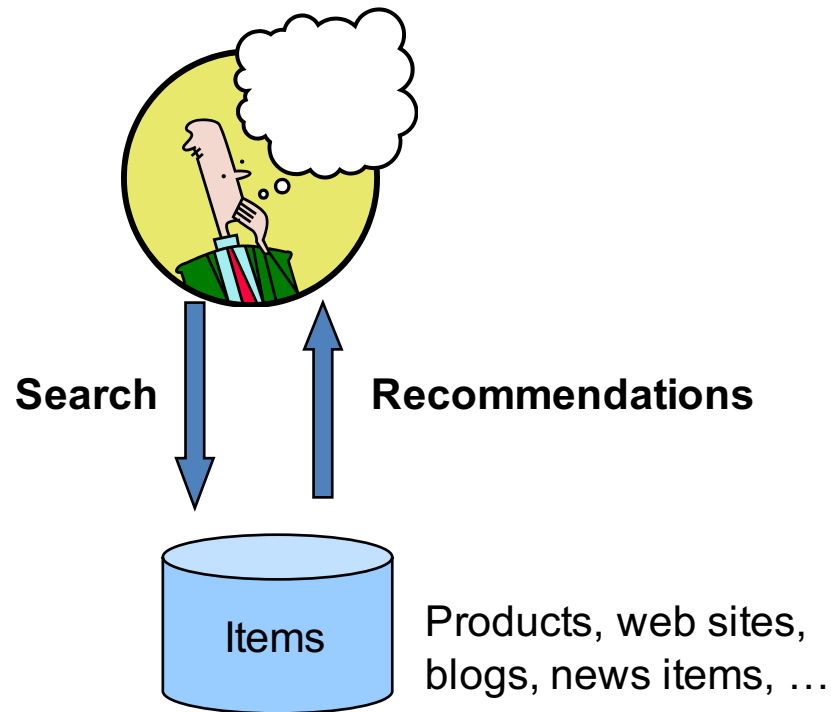 Search
Recommendations
Items
Products, web sites,
blogs, news items, …